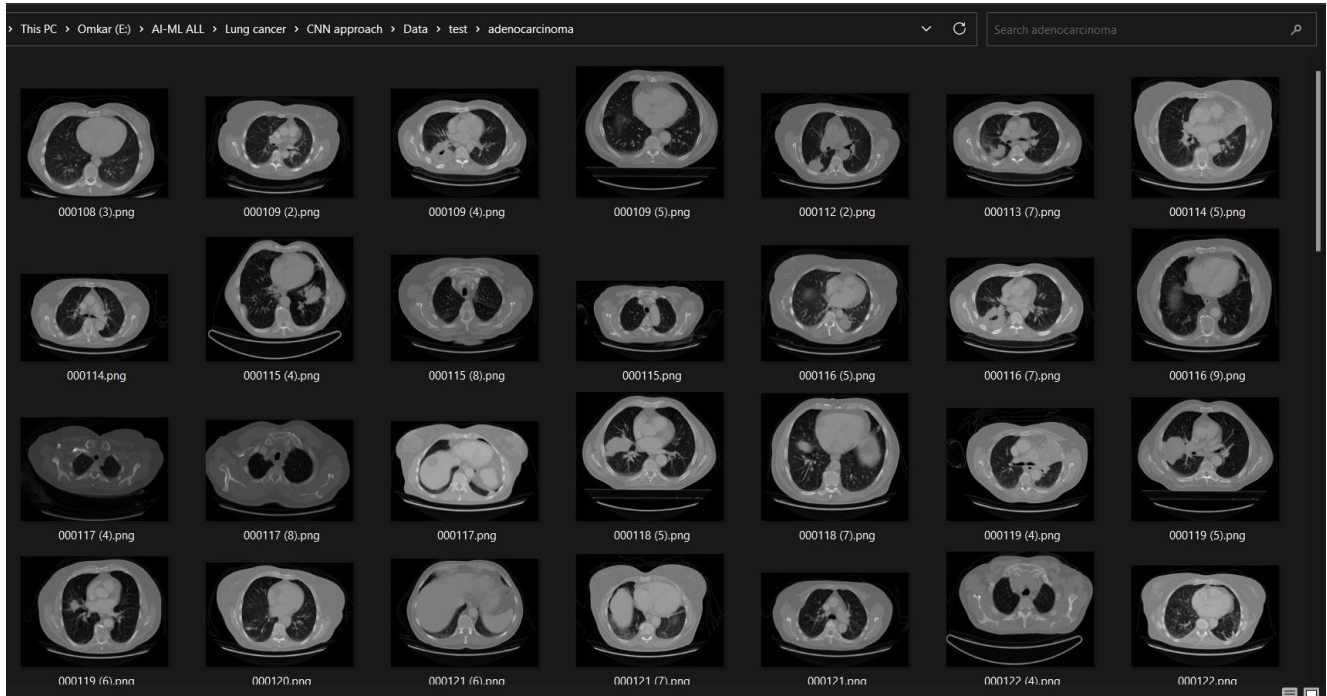 › This PC › Omkar (E:) › AI-ML ALL › Lung cancer › CNN approach › Data › test › adenocarcinoma
Search adenocarcinoma
000108 (3).png 000109 (2).png 000109 (4).png 000109 (5).png 000112 (2).png 000113 (7).png 000114 (5).png
000114.png 000115 (4).png 000115 (8).png 000115.png 000116 (5).png 000116 (7).png 000116 (9).png
000117 (4).png 000117 (8).png 000117.png 000118 (5).png 000118 (7).png 000119 (4).png 000119 (5).png
000119 (6).png 000120.png 000121 (6).png 000121 (7).png 000121.png 000122 (4).png 000122.png